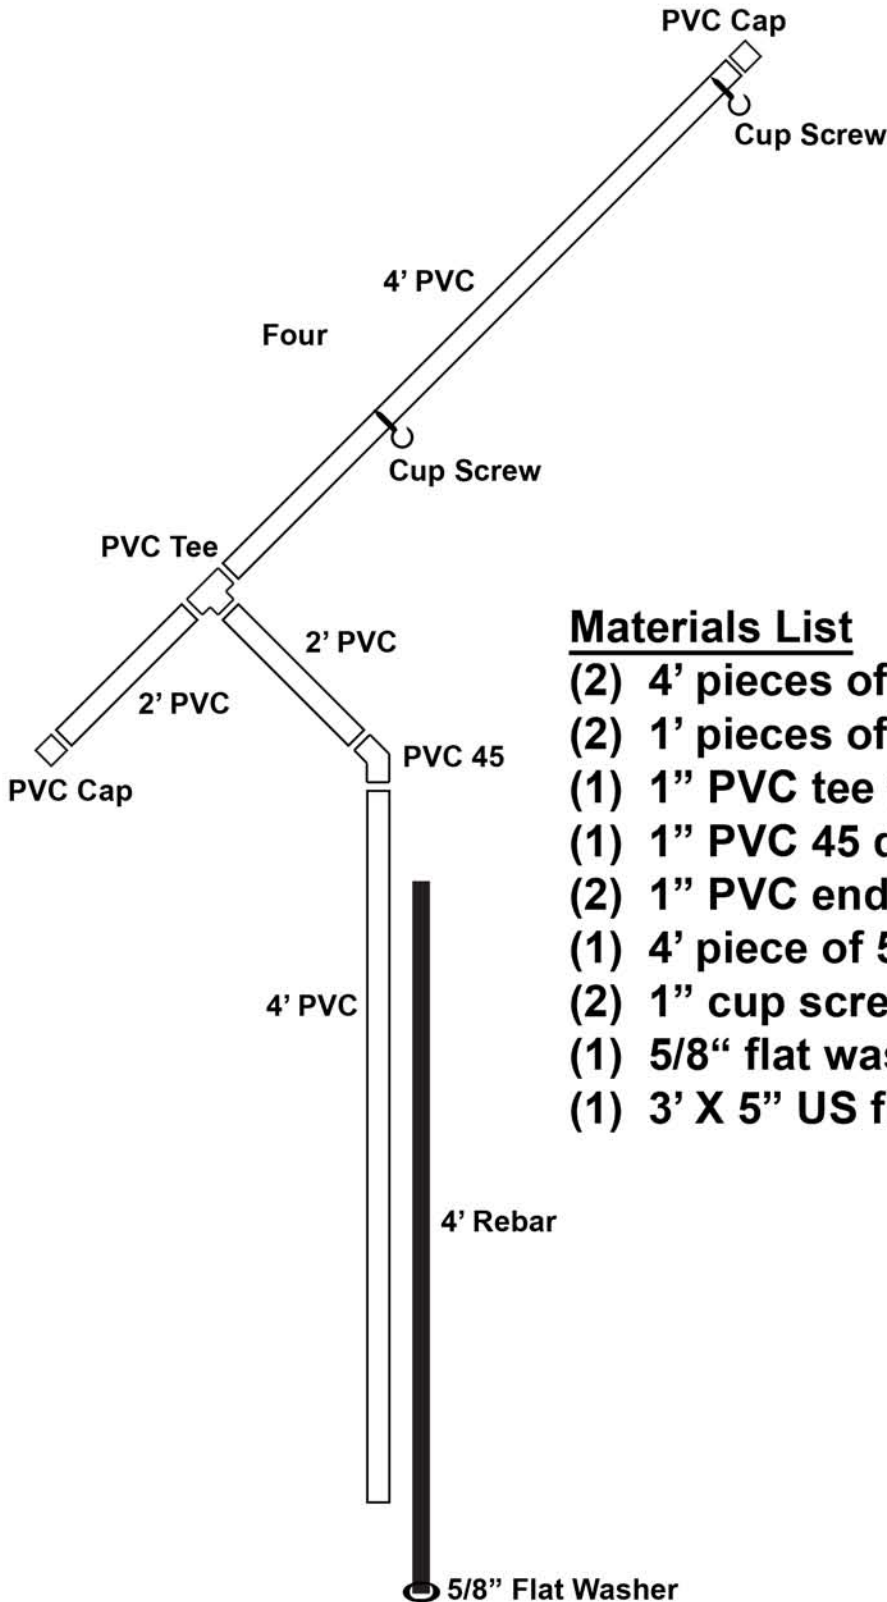 PVC Cap
Cup Screw
4’ PVC
Four
Cup Screw
PVC Tee
2’ PVC
2’ PVC
PVC 45
PVC Cap
Materials List
(2) 4’ pieces of
(2) 1’ pieces of
(1) 1” PVC tee
(1) 1” PVC 45
(2) 1” PVC end
(1) 4’ piece of
(2) 1” cup
(1) 5/8“ flat
(1) 3’ X 5” US
4’ PVC
4’ Rebar
5/8” Flat Washer